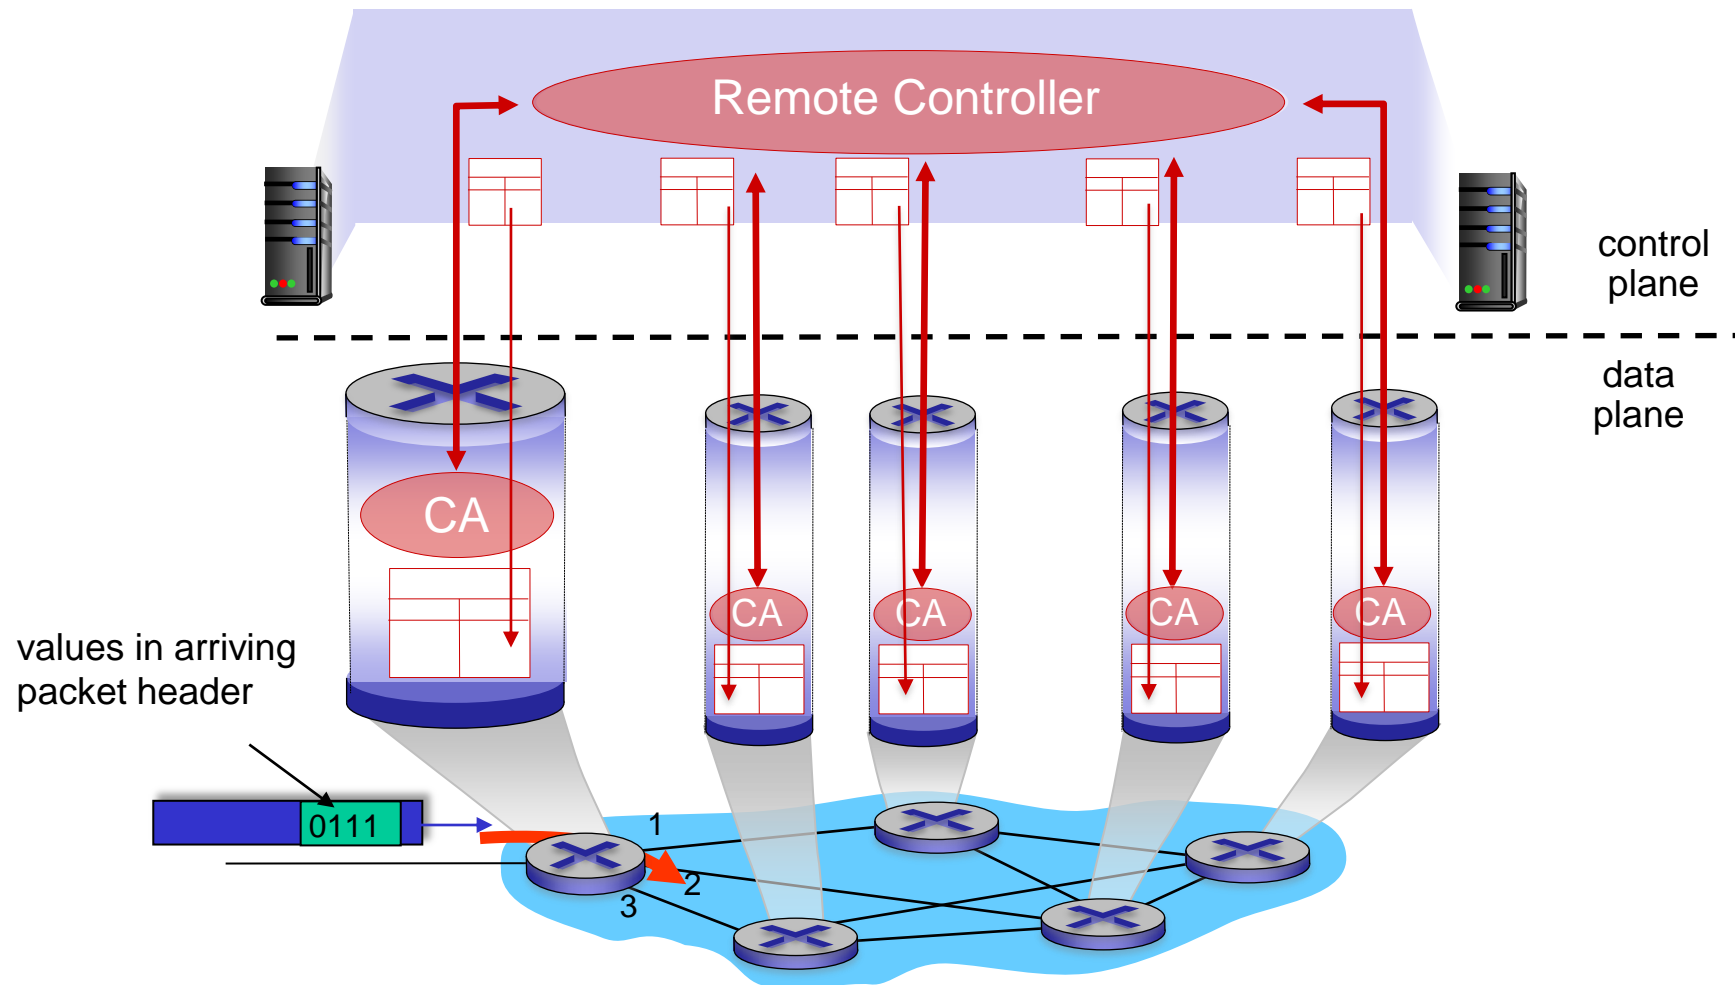 Remote Controller
control
plane
data
plane
CA
CA
CA
CA
CA
values in arriving
packet header
0111
1
2
3